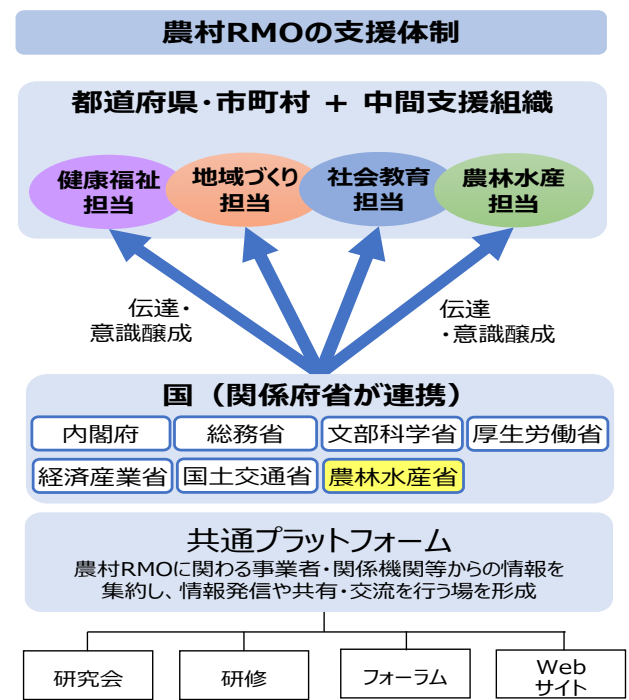 農村RMOの支援体制
都道府県・市町村 + 中間支援組織
健康福祉
担当
地域づくり
担当
社会教育
担当
農林水産
担当
伝達・
意識醸成
伝達
・意識醸成
国（関係府省が連携）
内閣府
総務省
文部科学省
厚生労働省
経済産業省
国土交通省
農林水産省
共通プラットフォーム
農村RMOに関わる事業者・関係機関等からの情報を
集約し、情報発信や共有・交流を行う場を形成
研究会
研修
フォーラム
Web
サイト